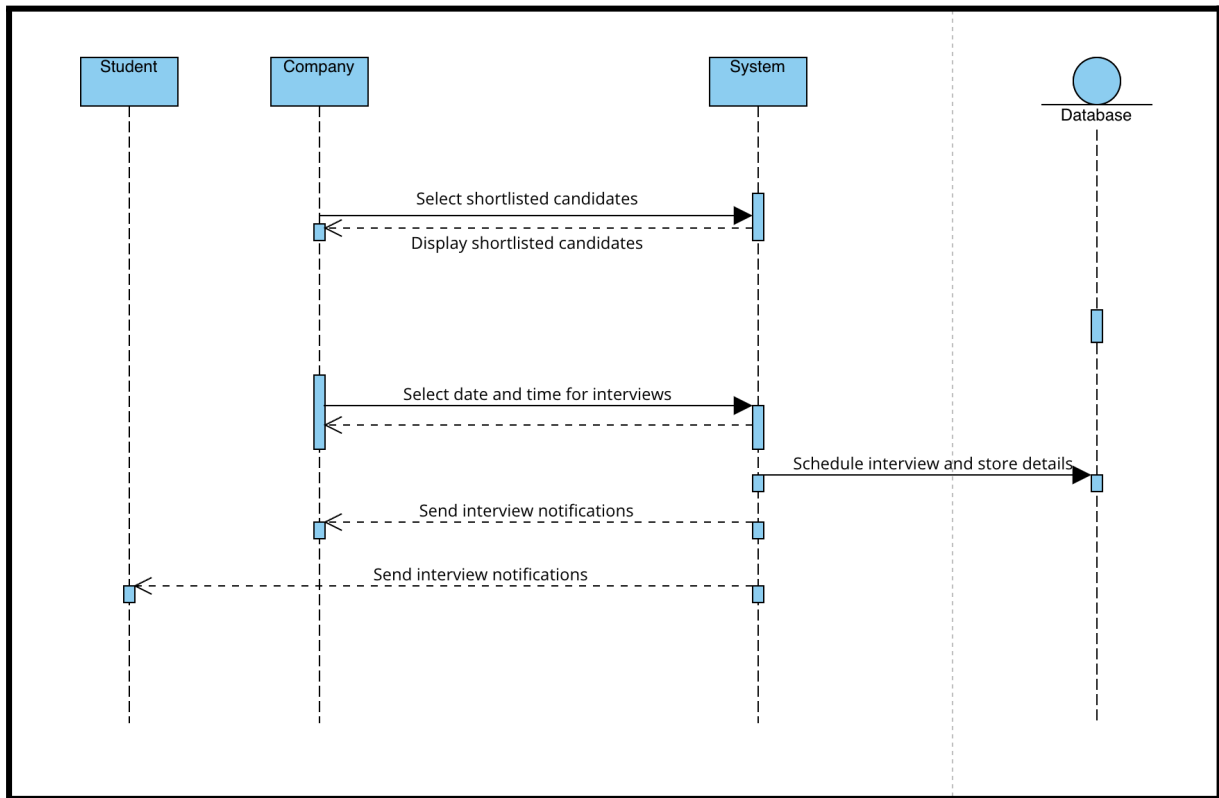 Student
Company
System
Database
Select shortlisted candidates
Display shortlisted candidates
Select date and time for interviews
Schedule interview and store details
Send interview notifications
Send interview notifications